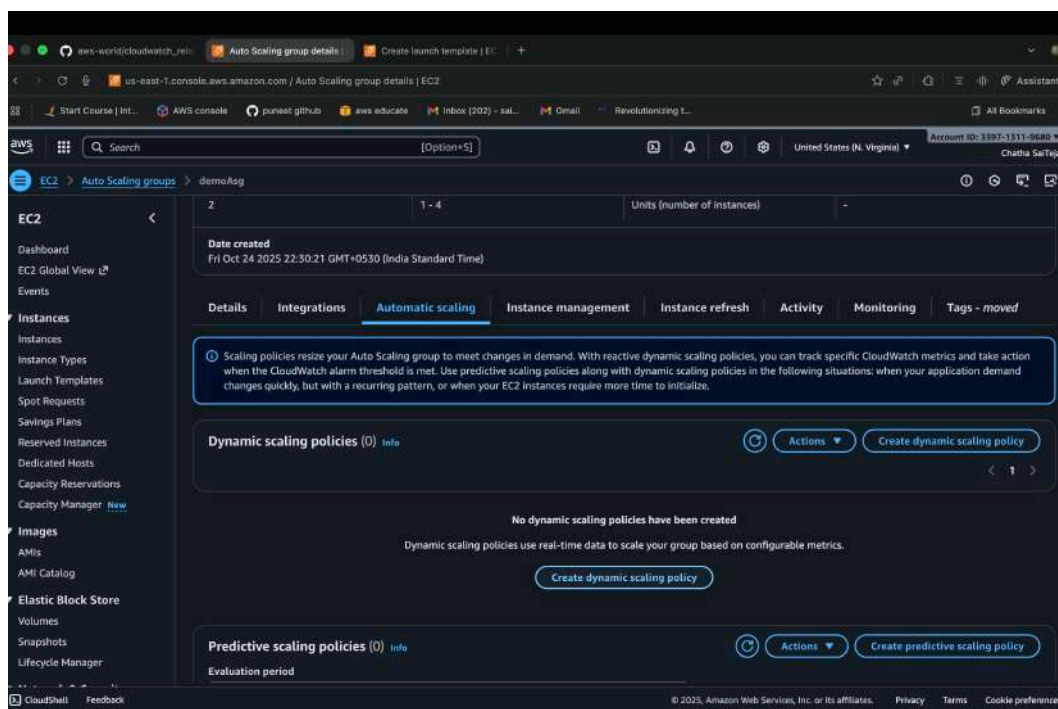 aws-world/cloudwatch_rela
Auto Scaling group details |
Create launch template | EC
us-east-1.console.aws.amazon.com / Auto Scaling group details | EC2
Assistant
Start Course | Int...
AWS console
puneet github
aws educate
Inbox (202) - sai...
Gmail
Revolutionizing t...
All Bookmarks
aws
Search
[Option+S]
United States (N. Virginia)
Account ID: 3397-1311-9680
Chatha SaiTeja
EC2 > Auto Scaling groups > demoAsg
EC2
Dashboard
EC2 Global View
Events
Instances
Instances
Instance Types
Launch Templates
Spot Requests
Savings Plans
Reserved Instances
Dedicated Hosts
Capacity Reservations
Capacity Manager New
Images
AMIs
AMI Catalog
Elastic Block Store
Volumes
Snapshots
Lifecycle Manager
2
1 - 4
Units (number of instances)
-
Date created
Fri Oct 24 2025 22:30:21 GMT+0530 (India Standard Time)
Details
Integrations
Automatic scaling
Instance management
Instance refresh
Activity
Monitoring
Tags - moved
Scaling policies resize your Auto Scaling group to meet changes in demand. With reactive dynamic scaling policies, you can track specific CloudWatch metrics and take action
when the CloudWatch alarm threshold is met. Use predictive scaling policies along with dynamic scaling policies in the following situations: when your application demand
changes quickly, but with a recurring pattern, or when your EC2 instances require more time to initialize.
Dynamic scaling policies (0) Info
Actions
Create dynamic scaling policy
< 1 >
No dynamic scaling policies have been created
Dynamic scaling policies use real-time data to scale your group based on configurable metrics.
Create dynamic scaling policy
Predictive scaling policies (0) Info
Actions
Create predictive scaling policy
Evaluation period
CloudShell
Feedback
© 2025, Amazon Web Services, Inc. or its affiliates.
Privacy
Terms
Cookie preference